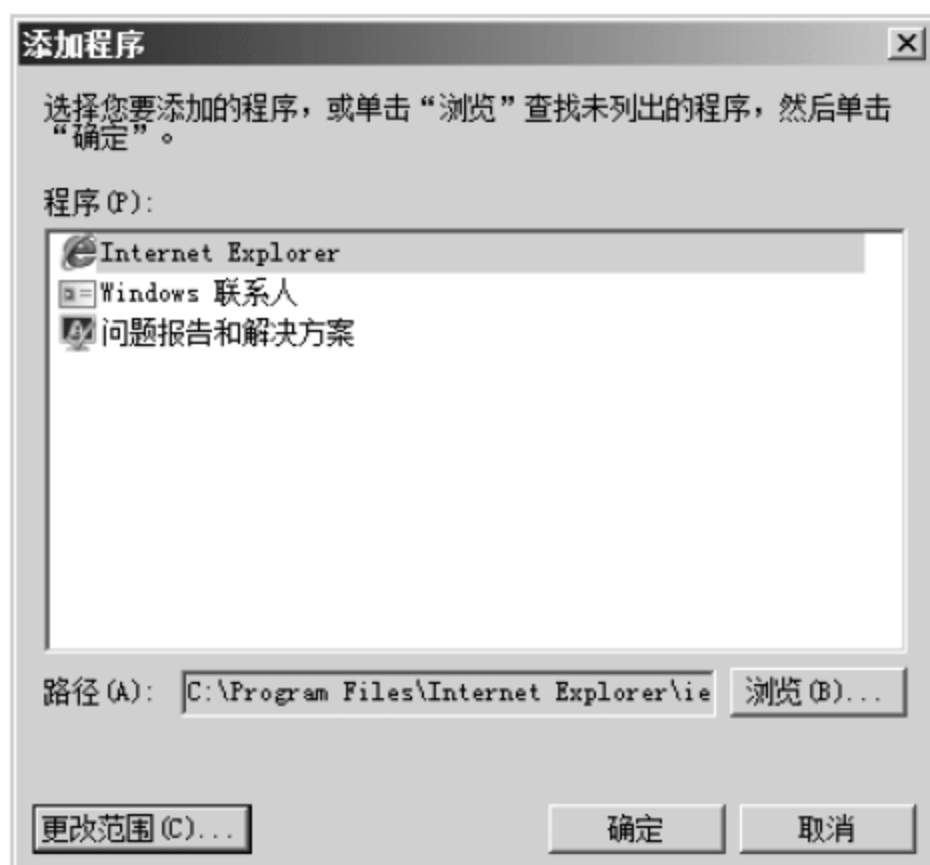 添加程序
选择您要添加的程序，或单击“浏览”查找未列出的程序，然后单击
“确定”。
程序(P):
Internet Explorer
Windows 联系人
问题报告和解决方案
路径(A): C:\Program Files\Internet Explorer\ie 浏览(B)...
更改范围(C)... 确定 取消